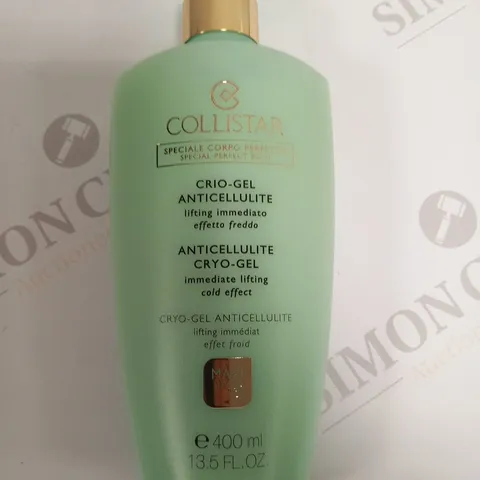 COLLISTAR
SPECIALE CORPO PERFETTO
SPECIAL PERFECT BODY
CRIO-GEL
ANTICELLULITE
lifting immediato
effetto freddo
ANTICELLULITE
CRYO-GEL
immediate lifting
cold effect
CRYO-GEL ANTICELLULITE
lifting immédiat
effet froid
e 400 ml
13.5 FL.OZ.
SIMON
SIMON
SIMON